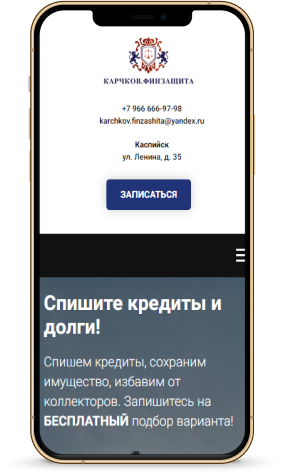 КАРЧКОВ.ФИНЗАЩИТА
+7 966 666-97-98
karchkov.finzashita@yandex.ru
Каспийск
ул. Ленина, д. 35
ЗАПИСАТЬСЯ
Спишите кредиты и
долги!
Спишем кредиты, сохраним
имущество, избавим от
коллекторов. Запишитесь на
БЕСПЛАТНЫЙ подбор варианта!